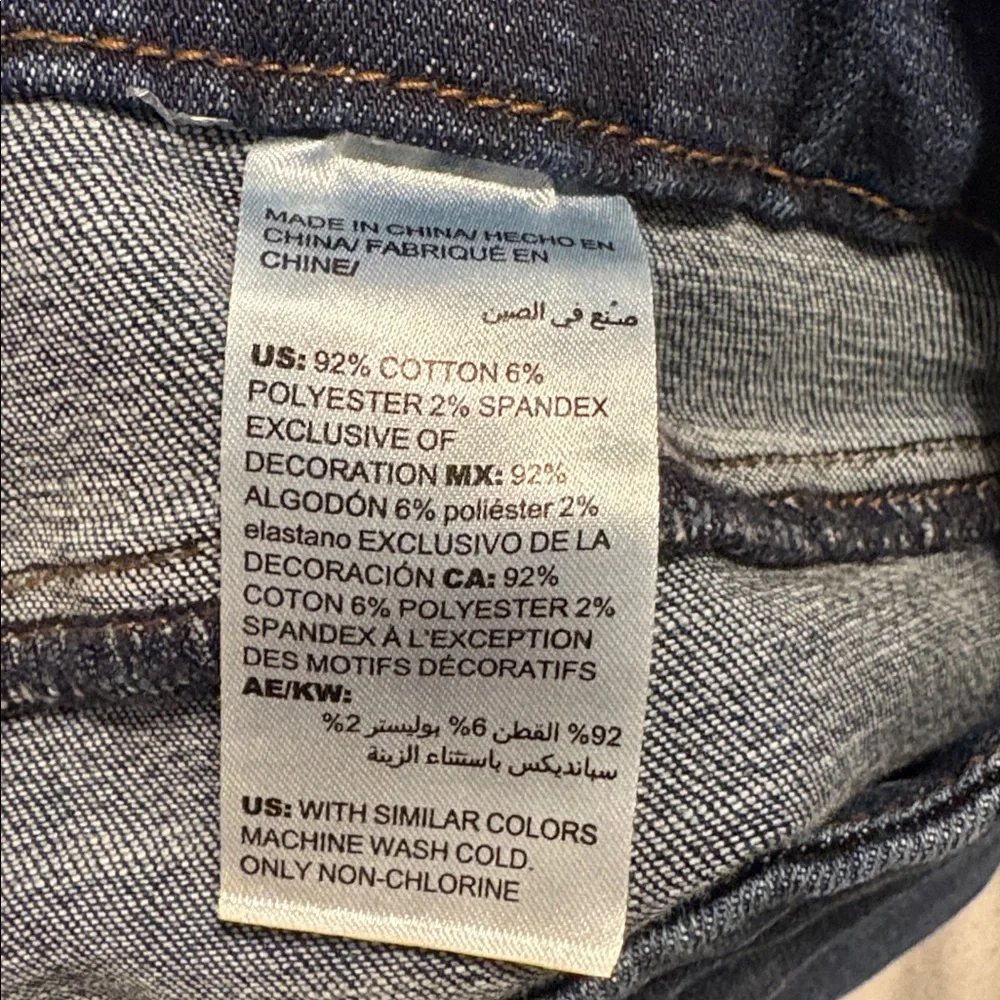 MADE IN CHINA/ HECHO EN
CHINA/ FABRIQUÉ EN
CHINE/
صُنع في الصين
US: 92% COTTON 6%
POLYESTER 2% SPANDEX
EXCLUSIVE OF
DECORATION MX: 92%
ALGODÓN 6% poliéster 2%
elastano EXCLUSIVO DE LA
DECORACIÓN CA: 92%
COTON 6% POLYESTER 2%
SPANDEX À L'EXCEPTION
DES MOTIFS DÉCORATIFS
AE/KW:
92% القطن 6% بوليستر 2%
سبانديكس باستثناء الزينة
US: WITH SIMILAR COLORS
MACHINE WASH COLD.
ONLY NON-CHLORINE